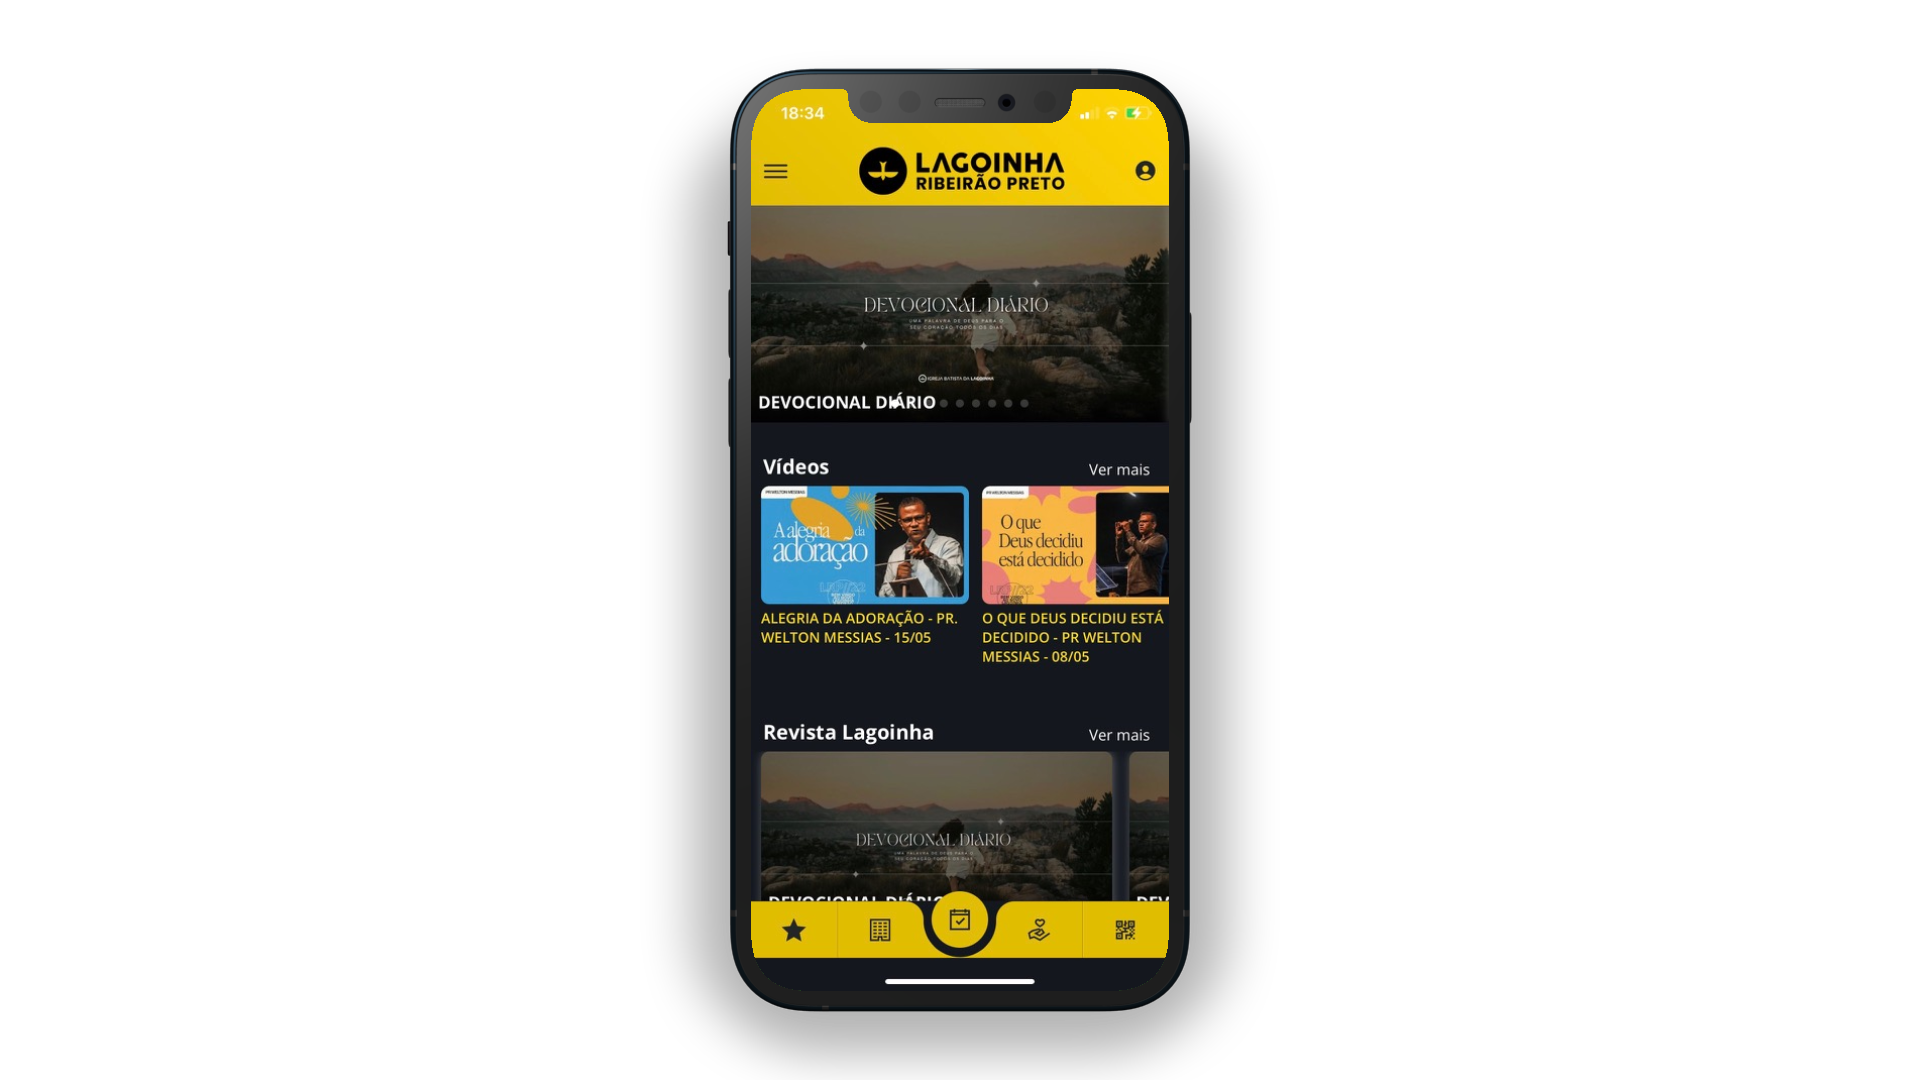 18:34
LAGOINHA
RIBEIRÃO PRETO
DEVOCIONAL DIÁRIO
UMA PALAVRA DE DEUS PARA O
SEU CORAÇÃO TODOS OS DIAS
IGREJA BATISTA DA LAGOINHA
DEVOCIONAL DIÁRIO
Vídeos
Ver mais
PR WELTON MESSIAS
A alegria da
adoração
PR WELTON MESSIAS
O que
Deus decidiu
está decidido
ALEGRIA DA ADORAÇÃO - PR.
WELTON MESSIAS - 15/05
O QUE DEUS DECIDIU ESTÁ
DECIDIDO - PR WELTON
MESSIAS - 08/05
Revista Lagoinha
Ver mais
DEVOCIONAL DIÁRIO
UMA PALAVRA DE DEUS PARA O
SEU CORAÇÃO TODOS OS DIAS
DEVOCIONAL DIÁRIO
DEV